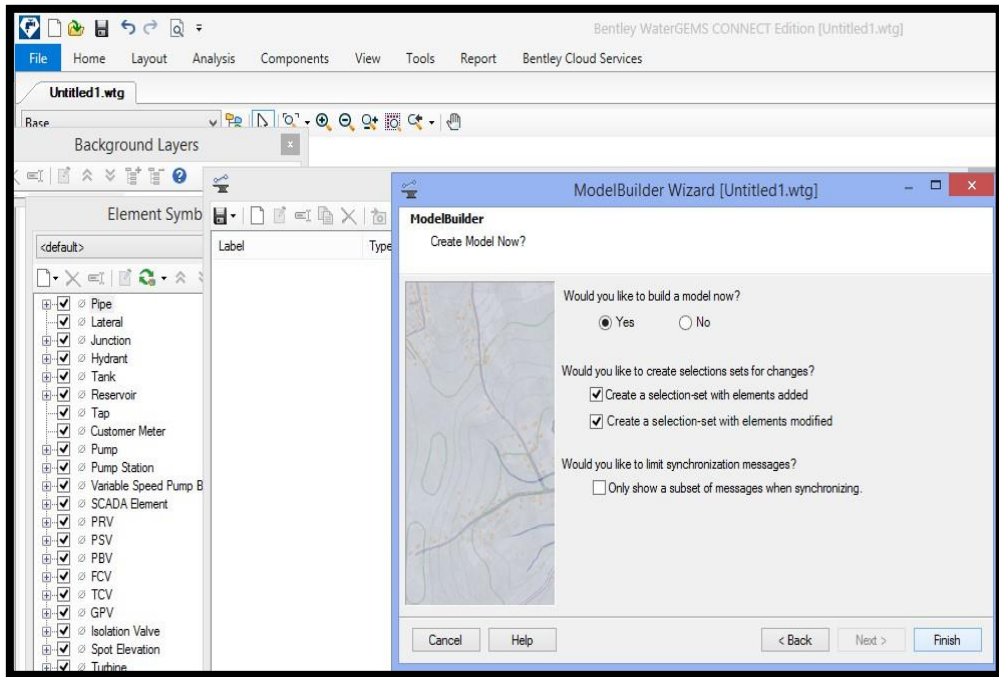 Bentley WaterGEMS CONNECT Edition [Untitled1.wtg]
File Home Layout Analysis Components View Tools Report Bentley Cloud Services
Untitled1.wtg
Base
Background Layers
Element Symb
<default>
Pipe
Lateral
Junction
Hydrant
Tank
Reservoir
Tap
Customer Meter
Pump
Pump Station
Variable Speed Pump B
SCADA Element
PRV
PSV
PBV
FCV
TCV
GPV
Isolation Valve
Spot Elevation
Turbine
Label Type
ModelBuilder Wizard [Untitled1.wtg]
ModelBuilder
Create Model Now?
Would you like to build a model now?
Yes No
Would you like to create selections sets for changes?
Create a selection-set with elements added
Create a selection-set with elements modified
Would you like to limit synchronization messages?
Only show a subset of messages when synchronizing.
Cancel Help < Back Next > Finish